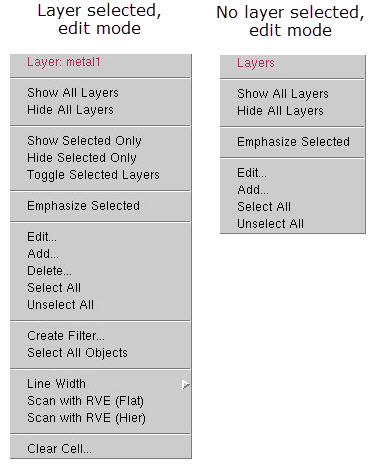 Layer selected,
edit mode
Layer: metal1
Show All Layers
Hide All Layers
Show Selected Only
Hide Selected Only
Toggle Selected Layers
Emphasize Selected
Edit...
Add...
Delete...
Select All
Unselect All
Create Filter...
Select All Objects
Line Width
Scan with RVE (Flat)
Scan with RVE (Hier)
Clear Cell...
No layer selected,
edit mode
Layers
Show All Layers
Hide All Layers
Emphasize Selected
Edit...
Add...
Select All
Unselect All